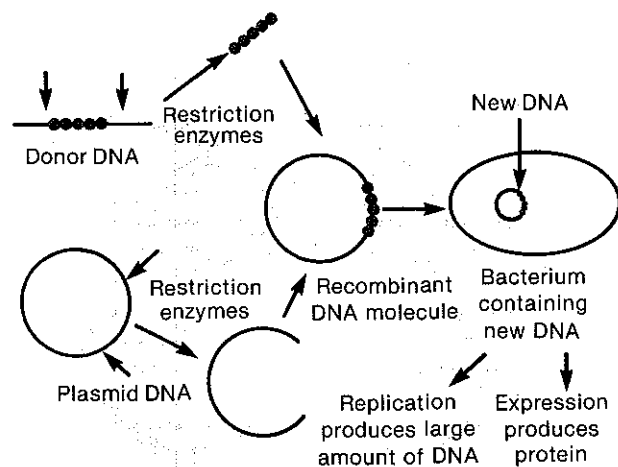 Restriction
enzymes
Donor DNA
New DNA
Restriction
enzymes
Plasmid DNA
Recombinant
DNA molecule
Bacterium
containing
new DNA
Replication
produces large
amount of DNA
Expression
produces
protein